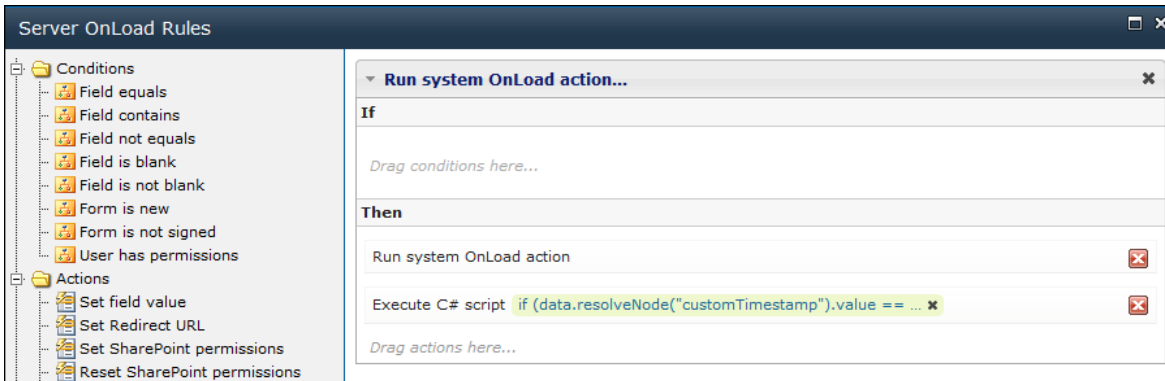 Server OnLoad Rules
Conditions
Field equals
Field contains
Field not equals
Field is blank
Field is not blank
Form is new
Form is not signed
User has permissions
Actions
Set field value
Set Redirect URL
Set SharePoint permissions
Reset SharePoint permissions
Run system OnLoad action...
If
Drag conditions here...
Then
Run system OnLoad action
Execute C# script if (data.resolveNode("customTimestamp").value == ...
Drag actions here...